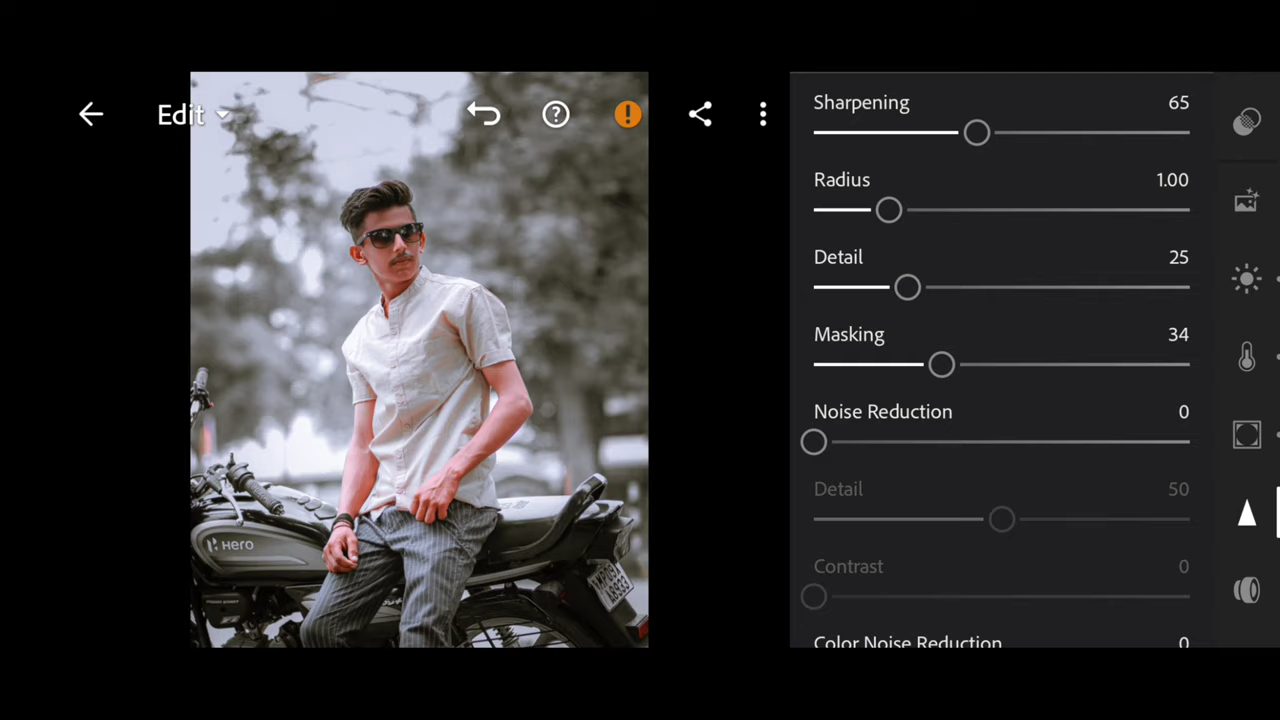 Edit
Sharpening 65
Radius 1.00
Detail 25
Masking 34
Noise Reduction 0
Detail 50
Contrast 0
Color Noise Reduction 0
Hero